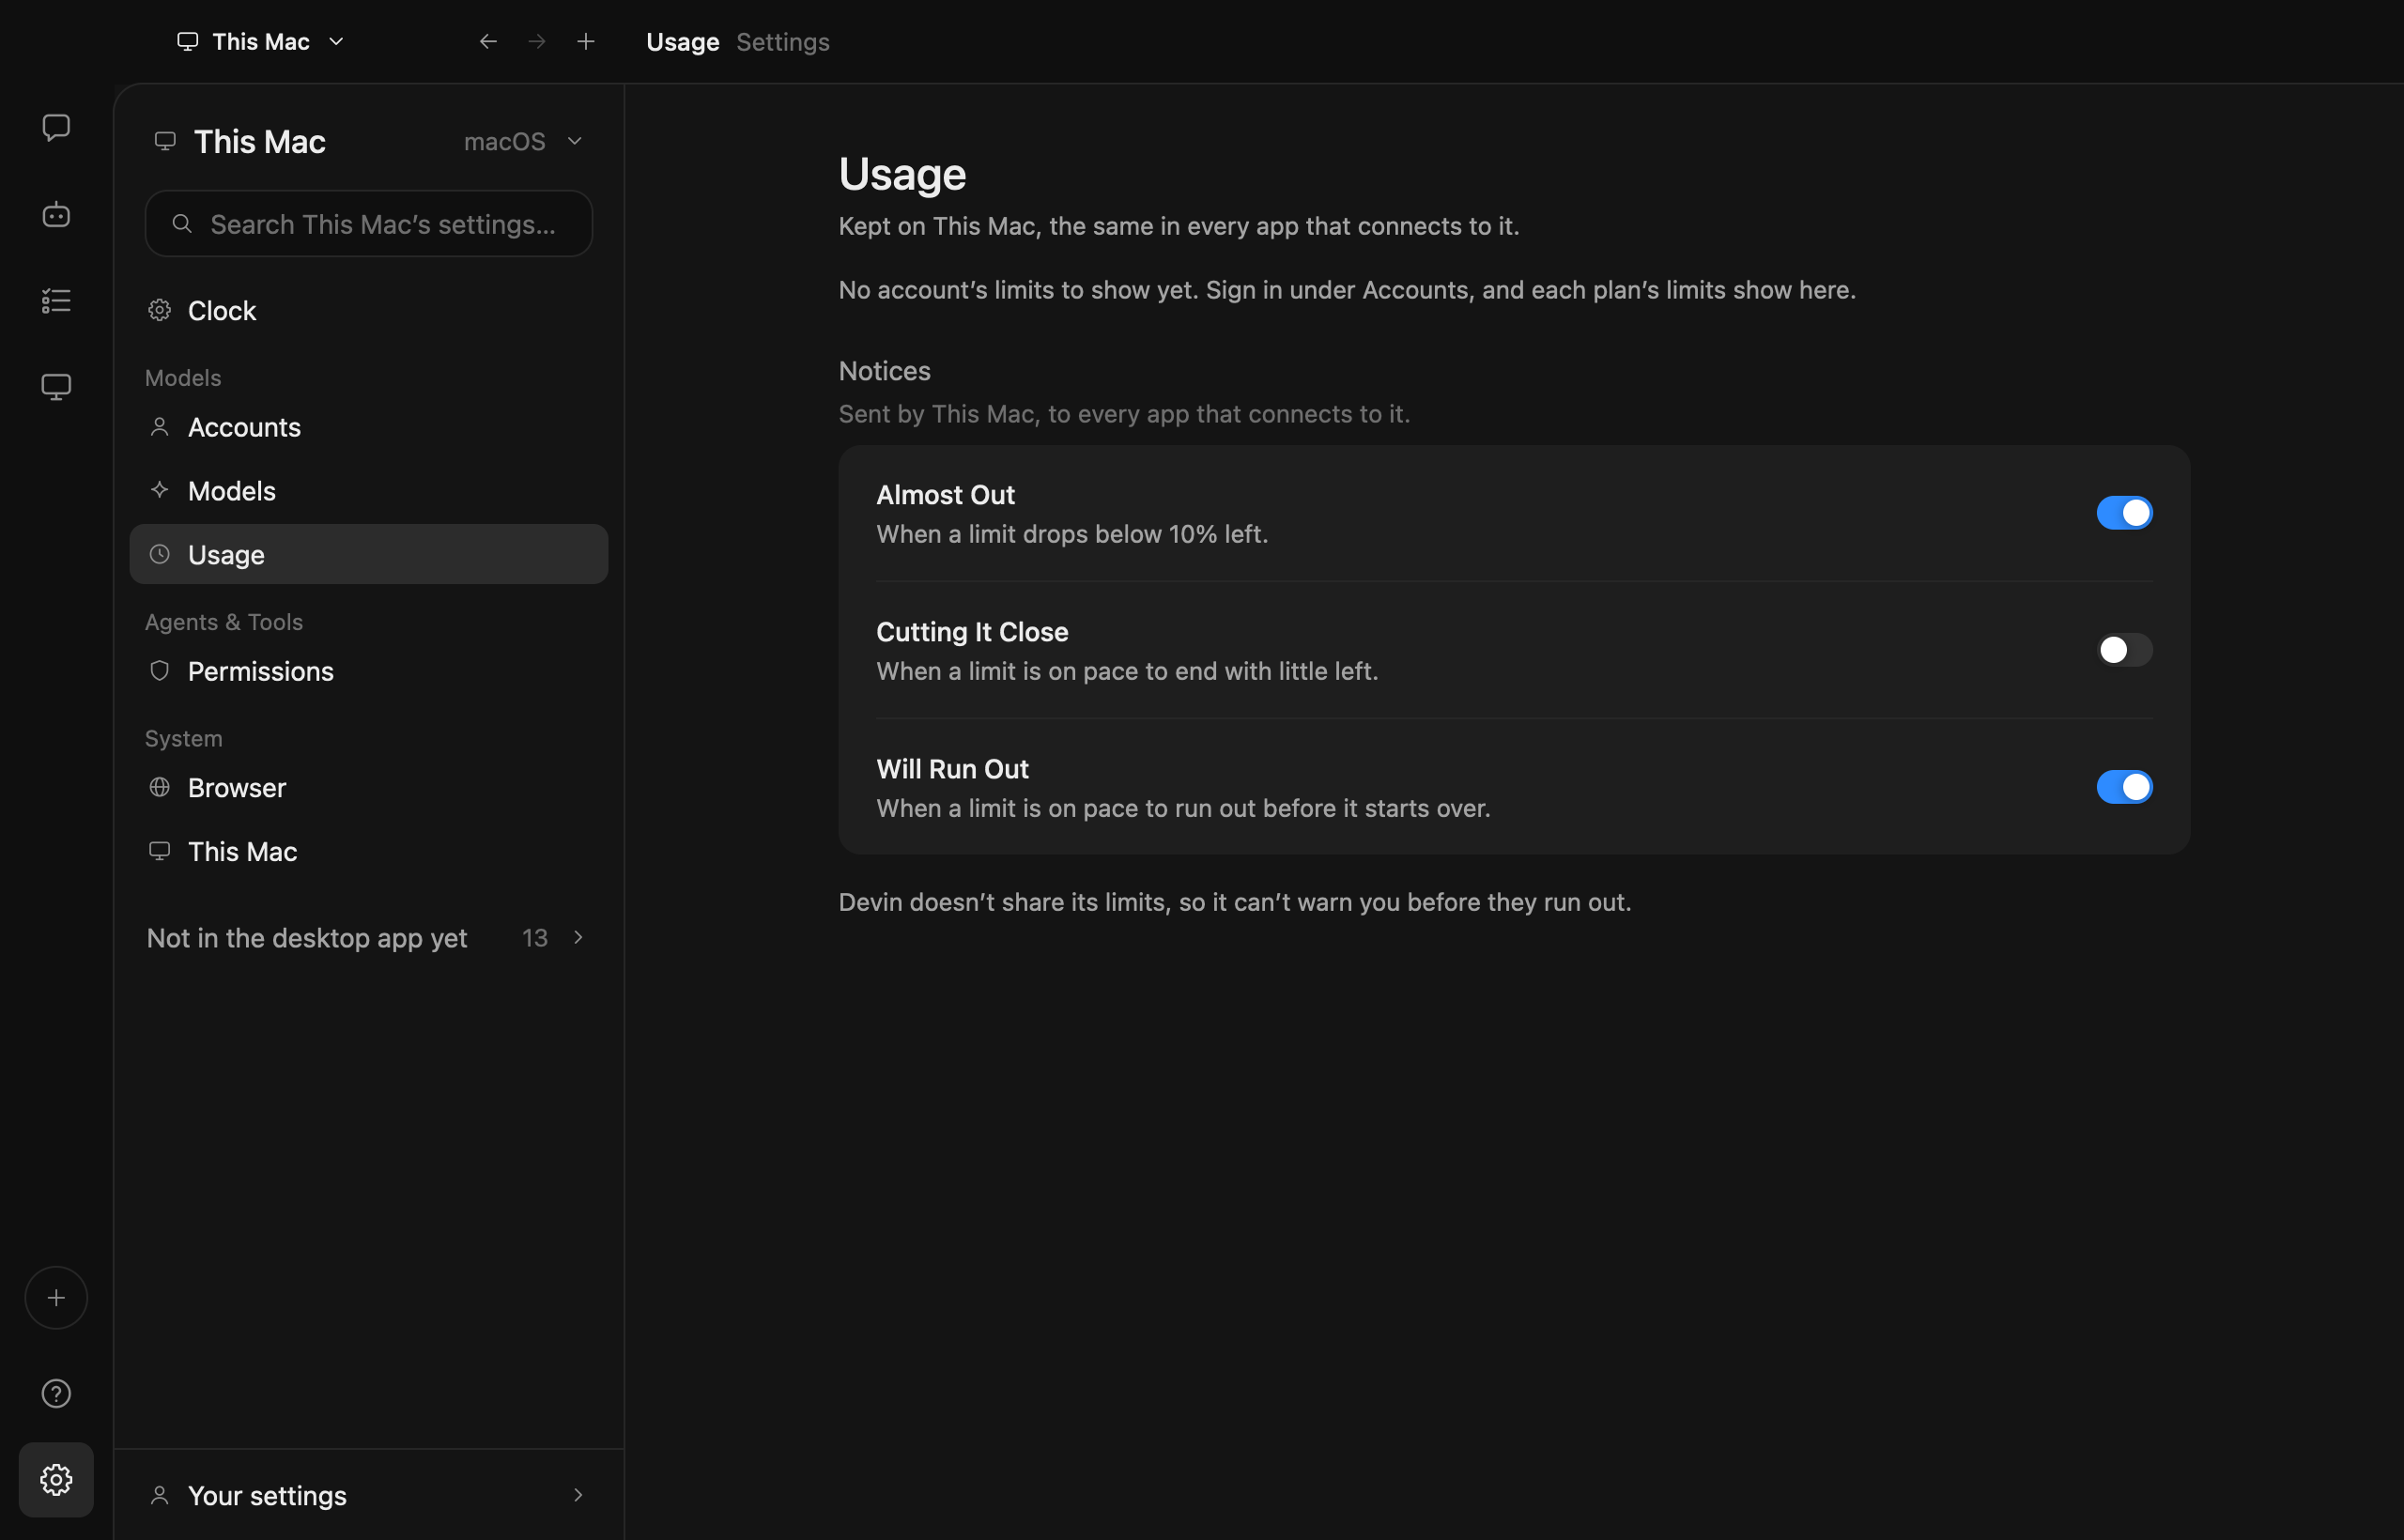 This Mac
Usage Settings
This Mac macOS
Search This Mac’s settings...
Clock
Models
Accounts
Models
Usage
Agents & Tools
Permissions
System
Browser
This Mac
Not in the desktop app yet 13
Your settings
Usage
Kept on This Mac, the same in every app that connects to it.
No account’s limits to show yet. Sign in under Accounts, and each plan’s limits show here.
Notices
Sent by This Mac, to every app that connects to it.
Almost Out
When a limit drops below 10% left.
Cutting It Close
When a limit is on pace to end with little left.
Will Run Out
When a limit is on pace to run out before it starts over.
Devin doesn’t share its limits, so it can’t warn you before they run out.